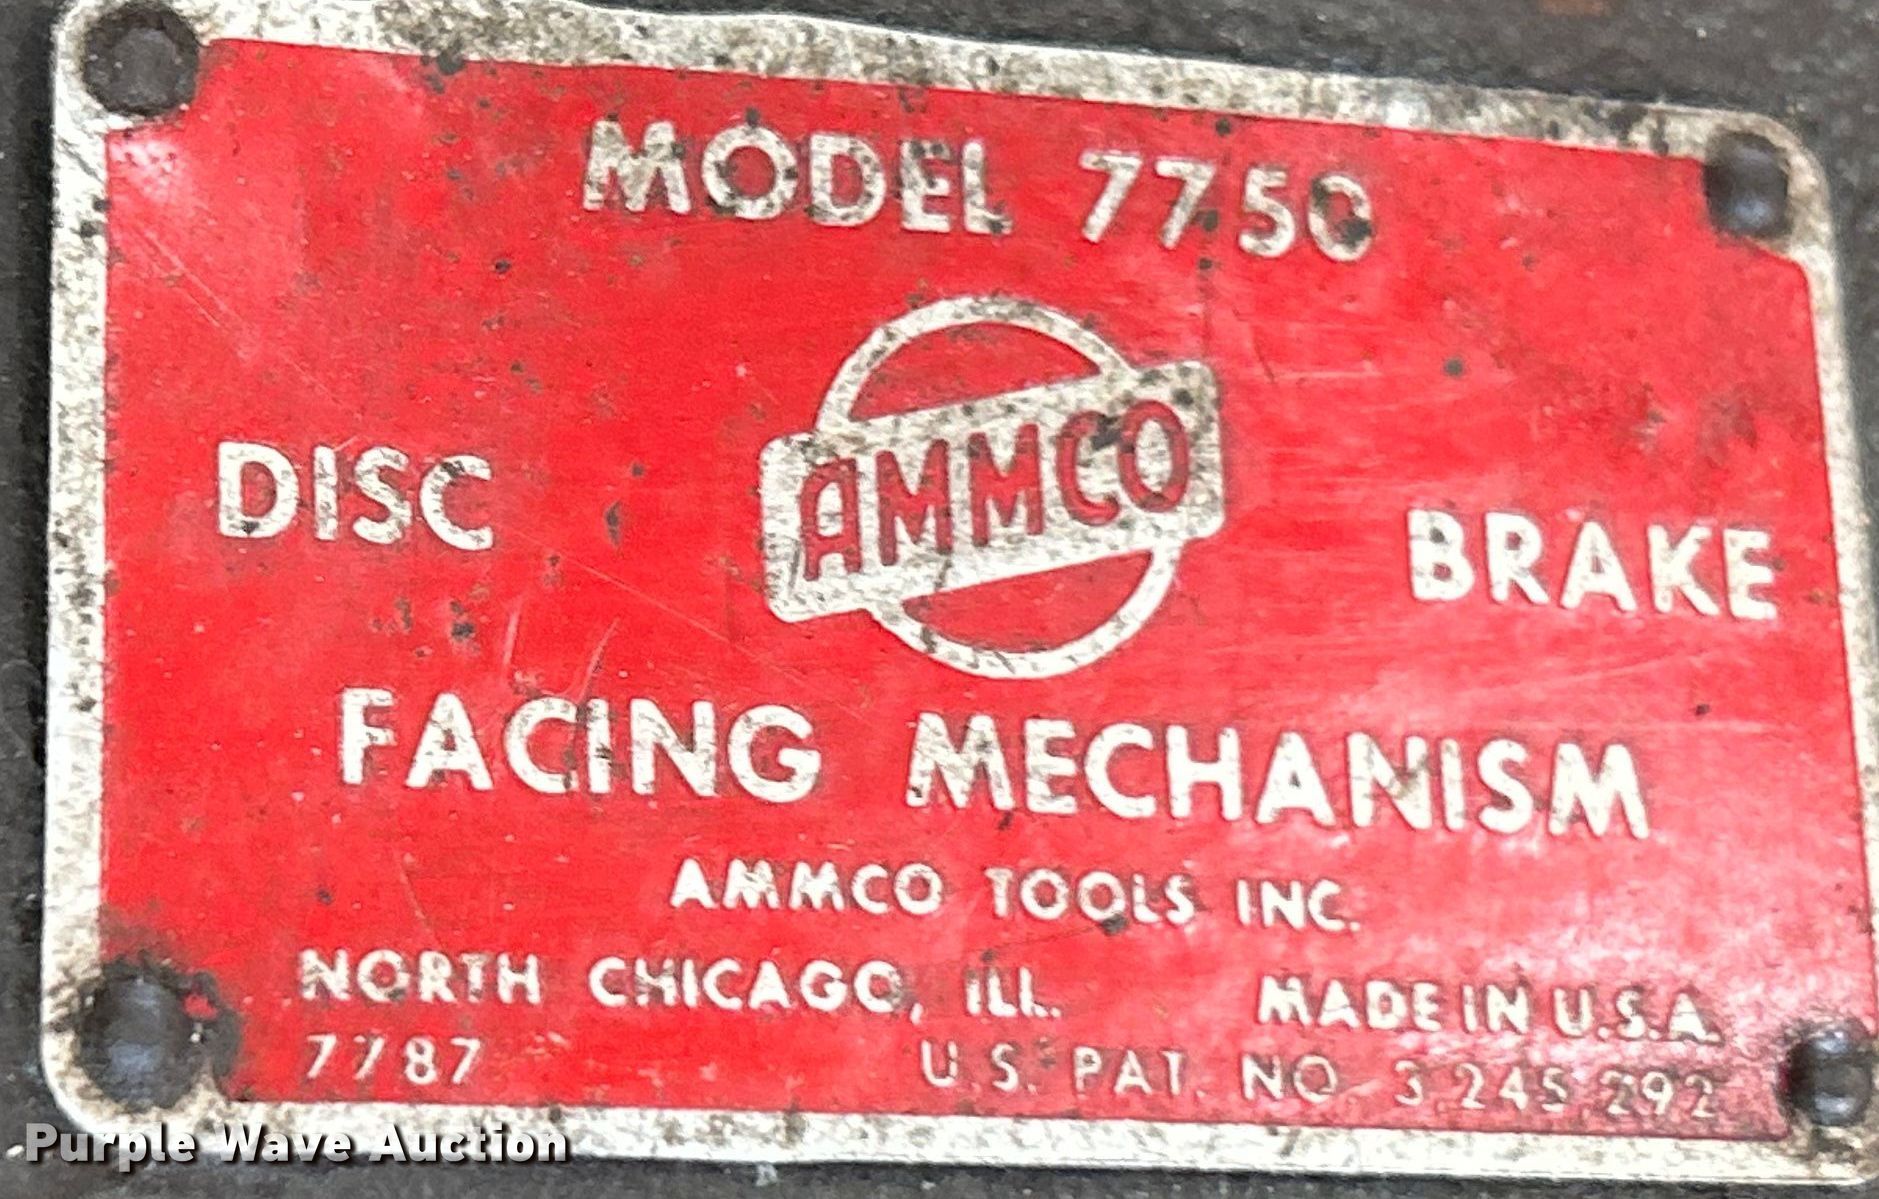 MODEL 7750
AMMCO
DISC BRAKE
FACING MECHANISM
AMMCO TOOLS INC.
NORTH CHICAGO, ILL. MADE IN U.S.A.
7787 U.S. PAT. NO. 3,245,292
Purple Wave Auction